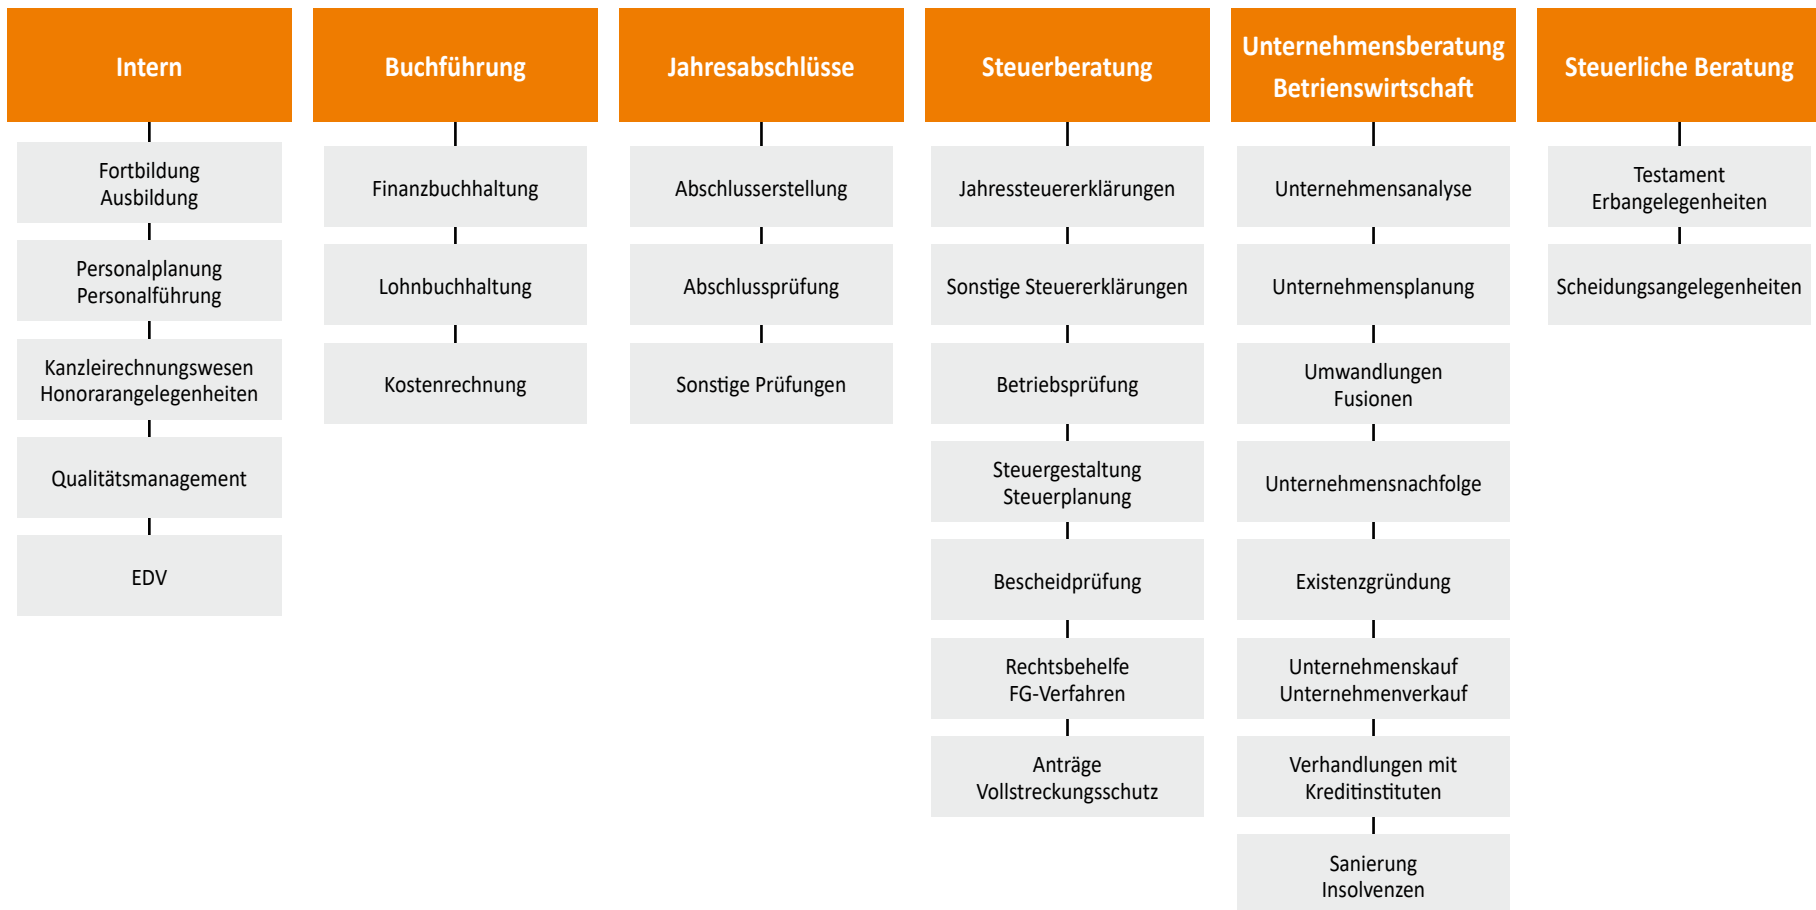 Intern
Fortbildung
Ausbildung
Personalplanung
Personalführung
Kanzleirechnungswesen
Honorarangelegenheiten
Qualitätsmanagement
EDV
Buchführung
Finanzbuchhaltung
Lohnbuchhaltung
Kostenrechnung
Jahresabschlüsse
Abschlusserstellung
Abschlussprüfung
Sonstige Prüfungen
Steuerberatung
Jahressteuererklärungen
Sonstige Steuererklärungen
Betriebsprüfung
Steuergestaltung
Steuerplanung
Bescheidprüfung
Rechtsbehelfe
FG-Verfahren
Anträge
Vollstreckungsschutz
Unternehmensberatung
Betrienswirtschaft
Unternehmensanalyse
Unternehmensplanung
Umwandlungen
Fusionen
Unternehmensnachfolge
Existenzgründung
Unternehmenskauf
Unternehmenverkauf
Verhandlungen mit
Kreditinstituten
Sanierung
Insolvenzen
Steuerliche Beratung
Testament
Erbangelegenheiten
Scheidungsangelegenheiten